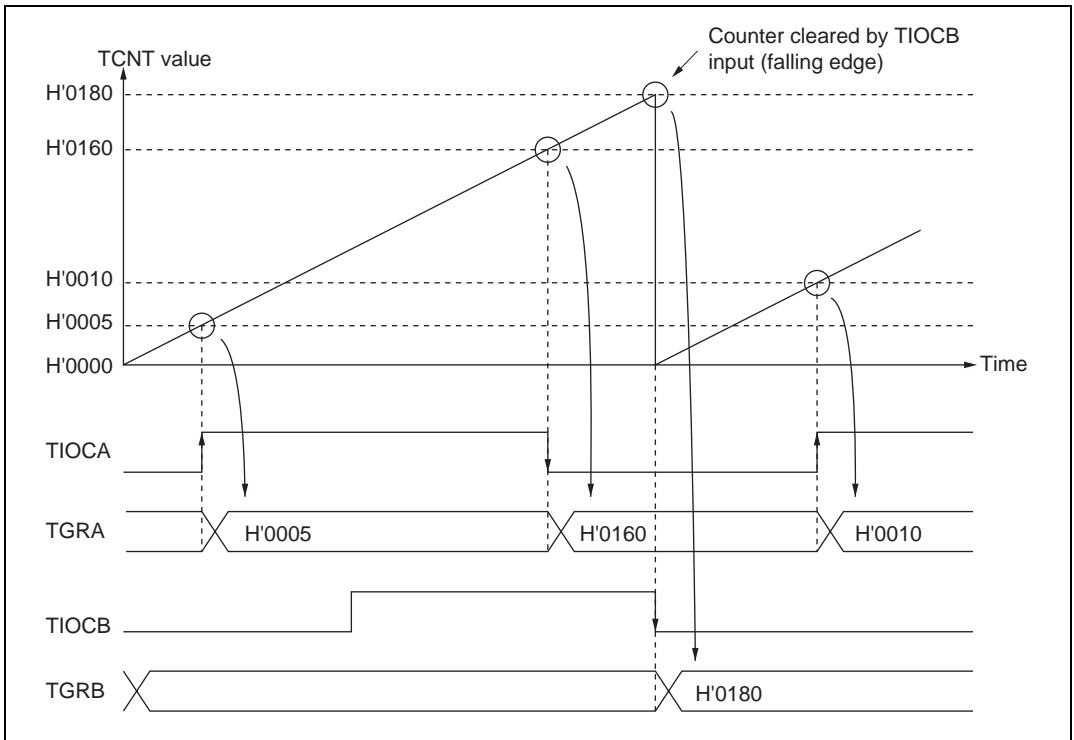 Counter cleared by TIOCB
input (falling edge)
TCNT value
H'0180
H'0160
H'0010
H'0005
H'0000
Time
TIOCA
TGRA
H'0005
H'0160
H'0010
TIOCB
TGRB
H'0180